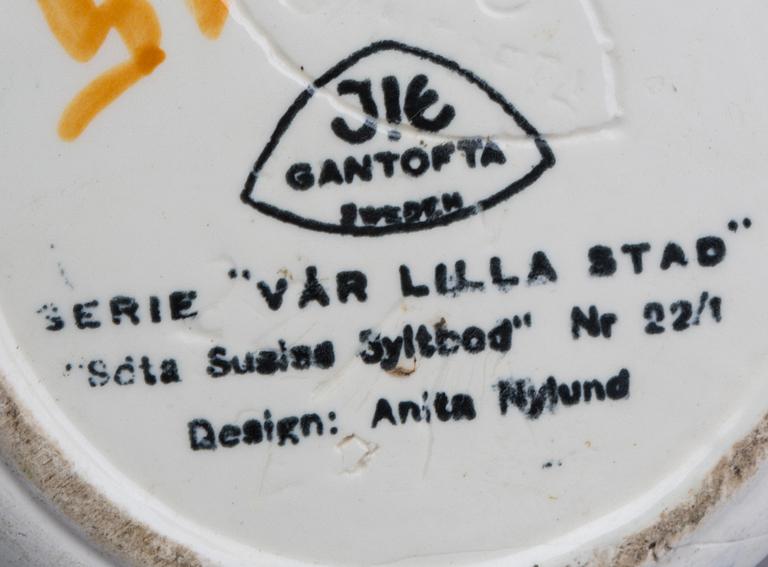 JIE
GANTOFTA
SWEDEN
SERIE "VÅR LILLA STAD"
"Söta Susies Syltbod" Nr 22/1
Design: Anita Nylund